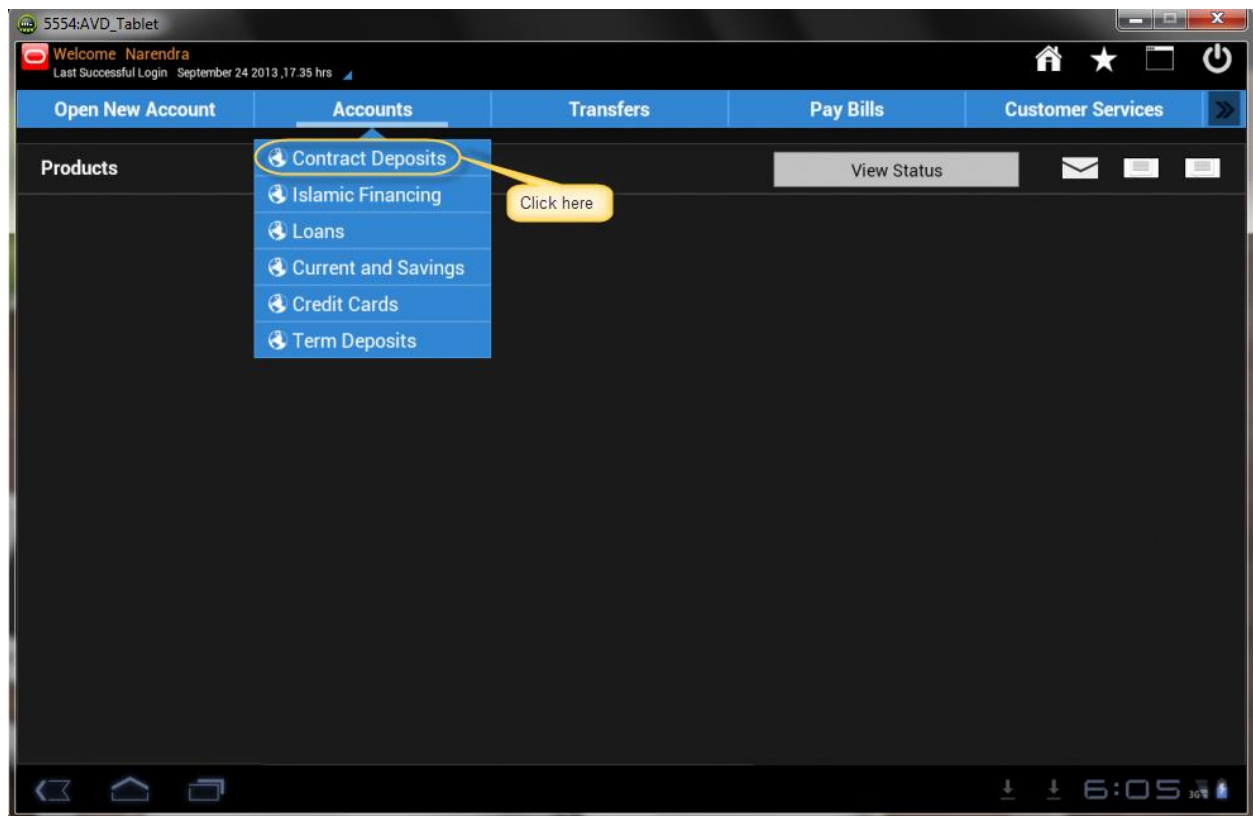 5554:AVD_Tablet
Welcome Narendra
Last Successful Login September 24 2013 ,17.35 hrs
Open New Account Accounts Transfers Pay Bills Customer Services
Products
View Status
Contract Deposits
Click here
Islamic Financing
Loans
Current and Savings
Credit Cards
Term Deposits
6:05
3G